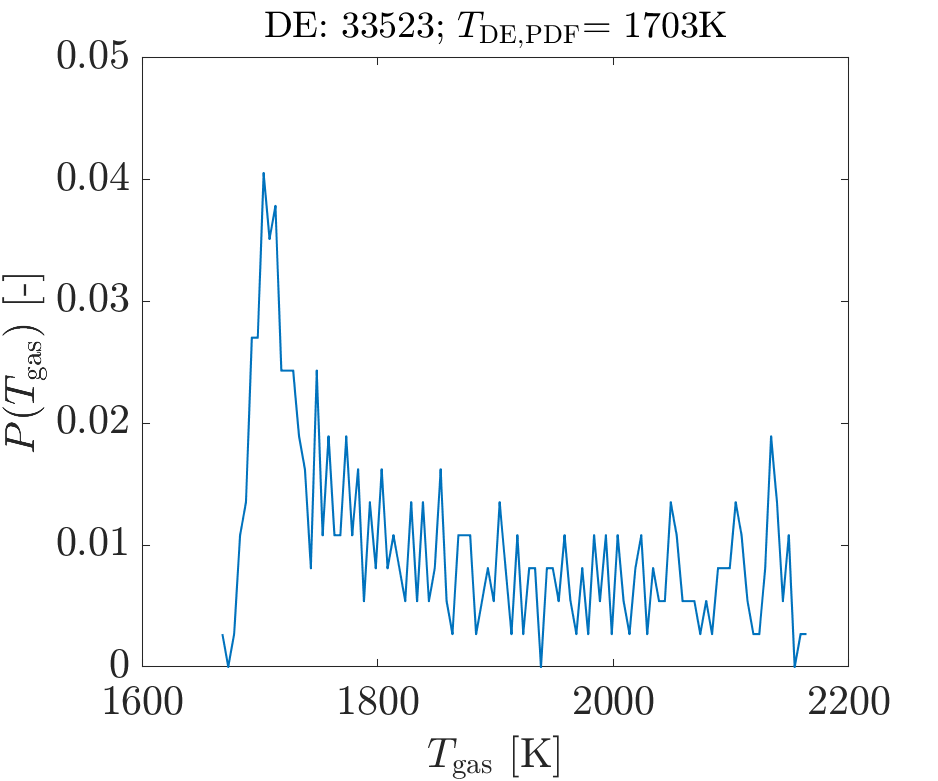 DE: 33523; T_DE,PDF= 1703K
0.05
0.04
0.03
0.02
0.01
0
P(T_gas) [-]
1600 1800 2000 2200
T_gas [K]